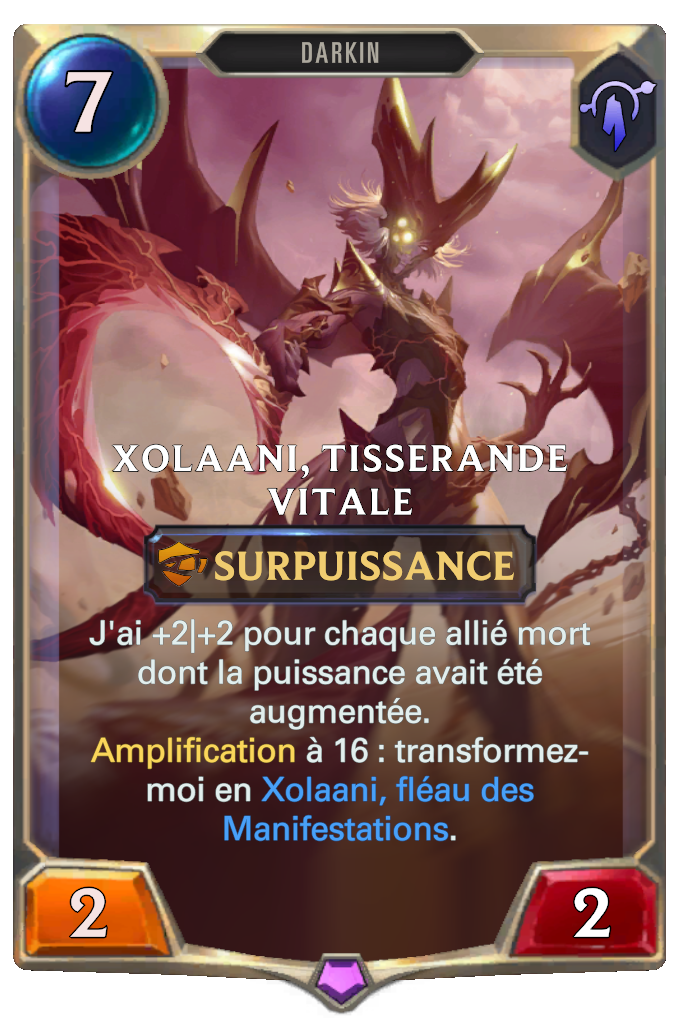 DARKIN
7
XOLAANI, TISSERANDE
VITALE
SURPUISSANCE
J'ai +2|+2 pour chaque allié mort
dont la puissance avait été
augmentée.
Amplification à 16 : transformez-
moi en Xolaani, fléau des
Manifestations.
2
2